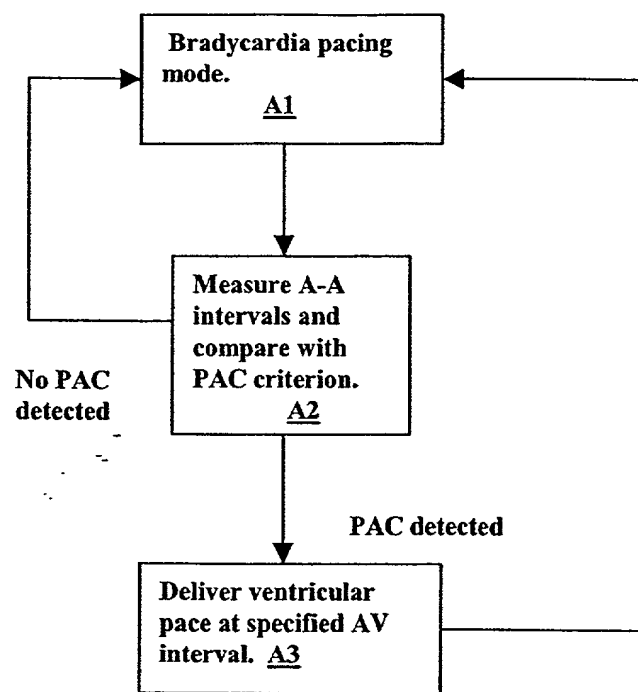 Bradycardia pacing
mode.
A1
Measure A-A
intervals and
compare with
PAC criterion.
A2
No PAC
detected
PAC detected
Deliver ventricular
pace at specified AV
interval. A3